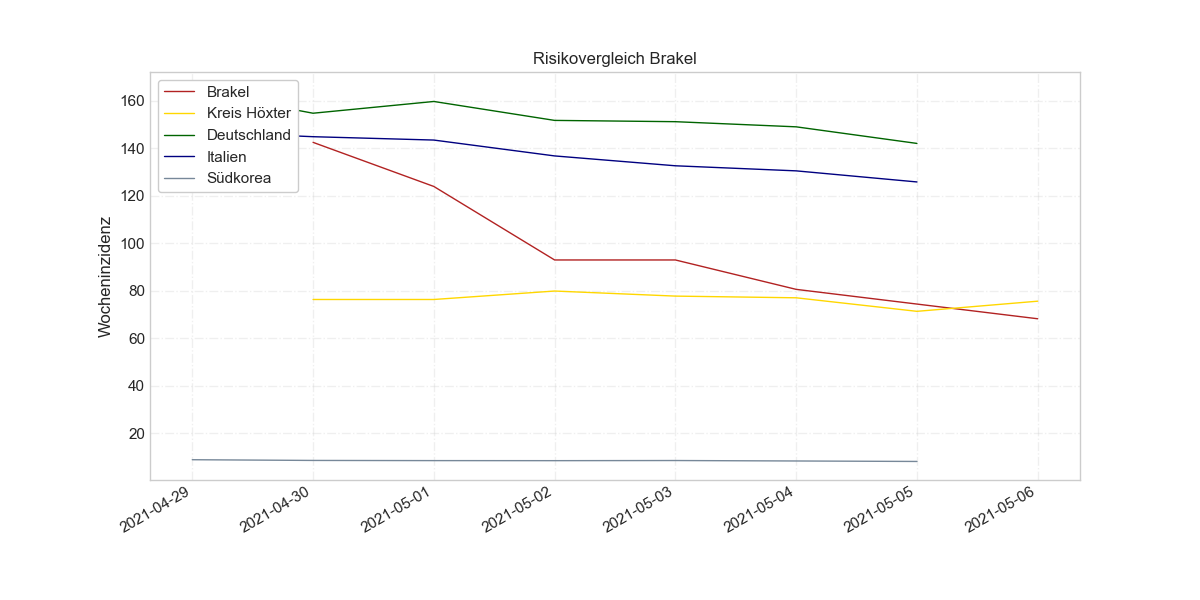 Risikovergleich Brakel
Brakel
Kreis Höxter
Deutschland
Italien
Südkorea
Wocheninzidenz
160
140
120
100
80
60
40
20
2021-04-29
2021-04-30
2021-05-01
2021-05-02
2021-05-03
2021-05-04
2021-05-05
2021-05-06